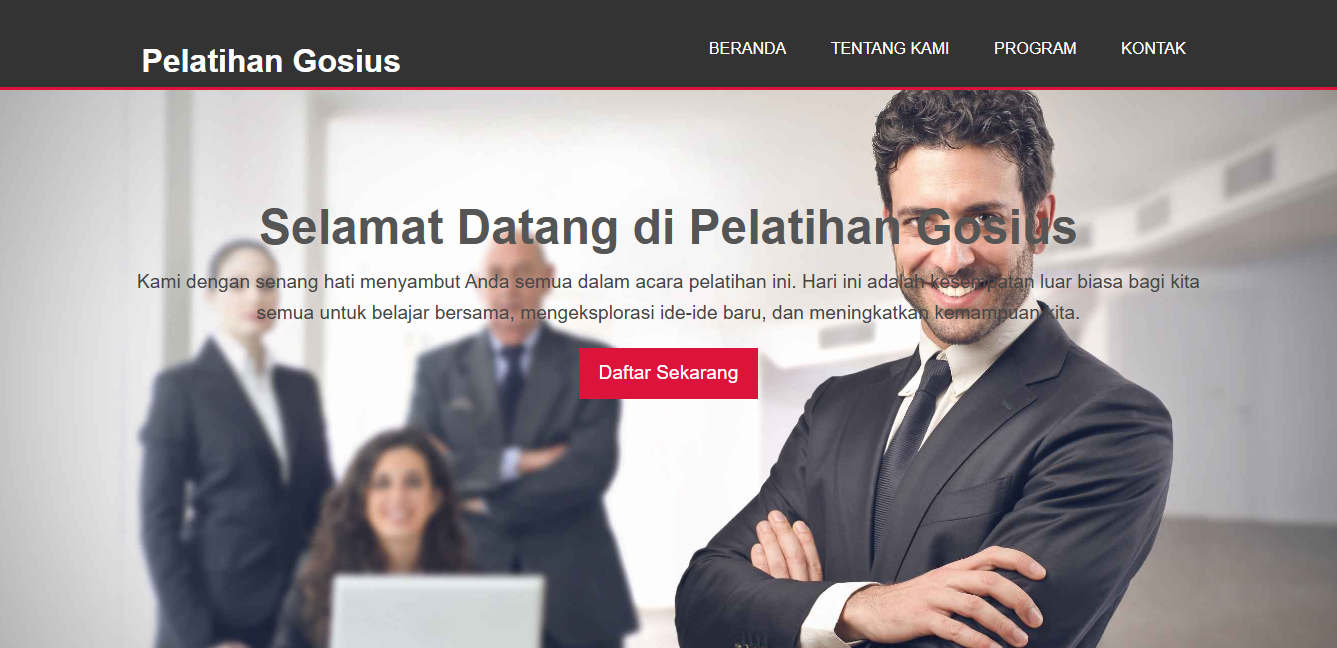 Pelatihan Gosius
BERANDA TENTANG KAMI PROGRAM KONTAK
Selamat Datang di Pelatihan Gosius
Kami dengan senang hati menyambut Anda semua dalam acara pelatihan ini. Hari ini adalah kesempatan luar biasa bagi kita
semua untuk belajar bersama, mengeksplorasi ide-ide baru, dan meningkatkan kemampuan kita.
Daftar Sekarang